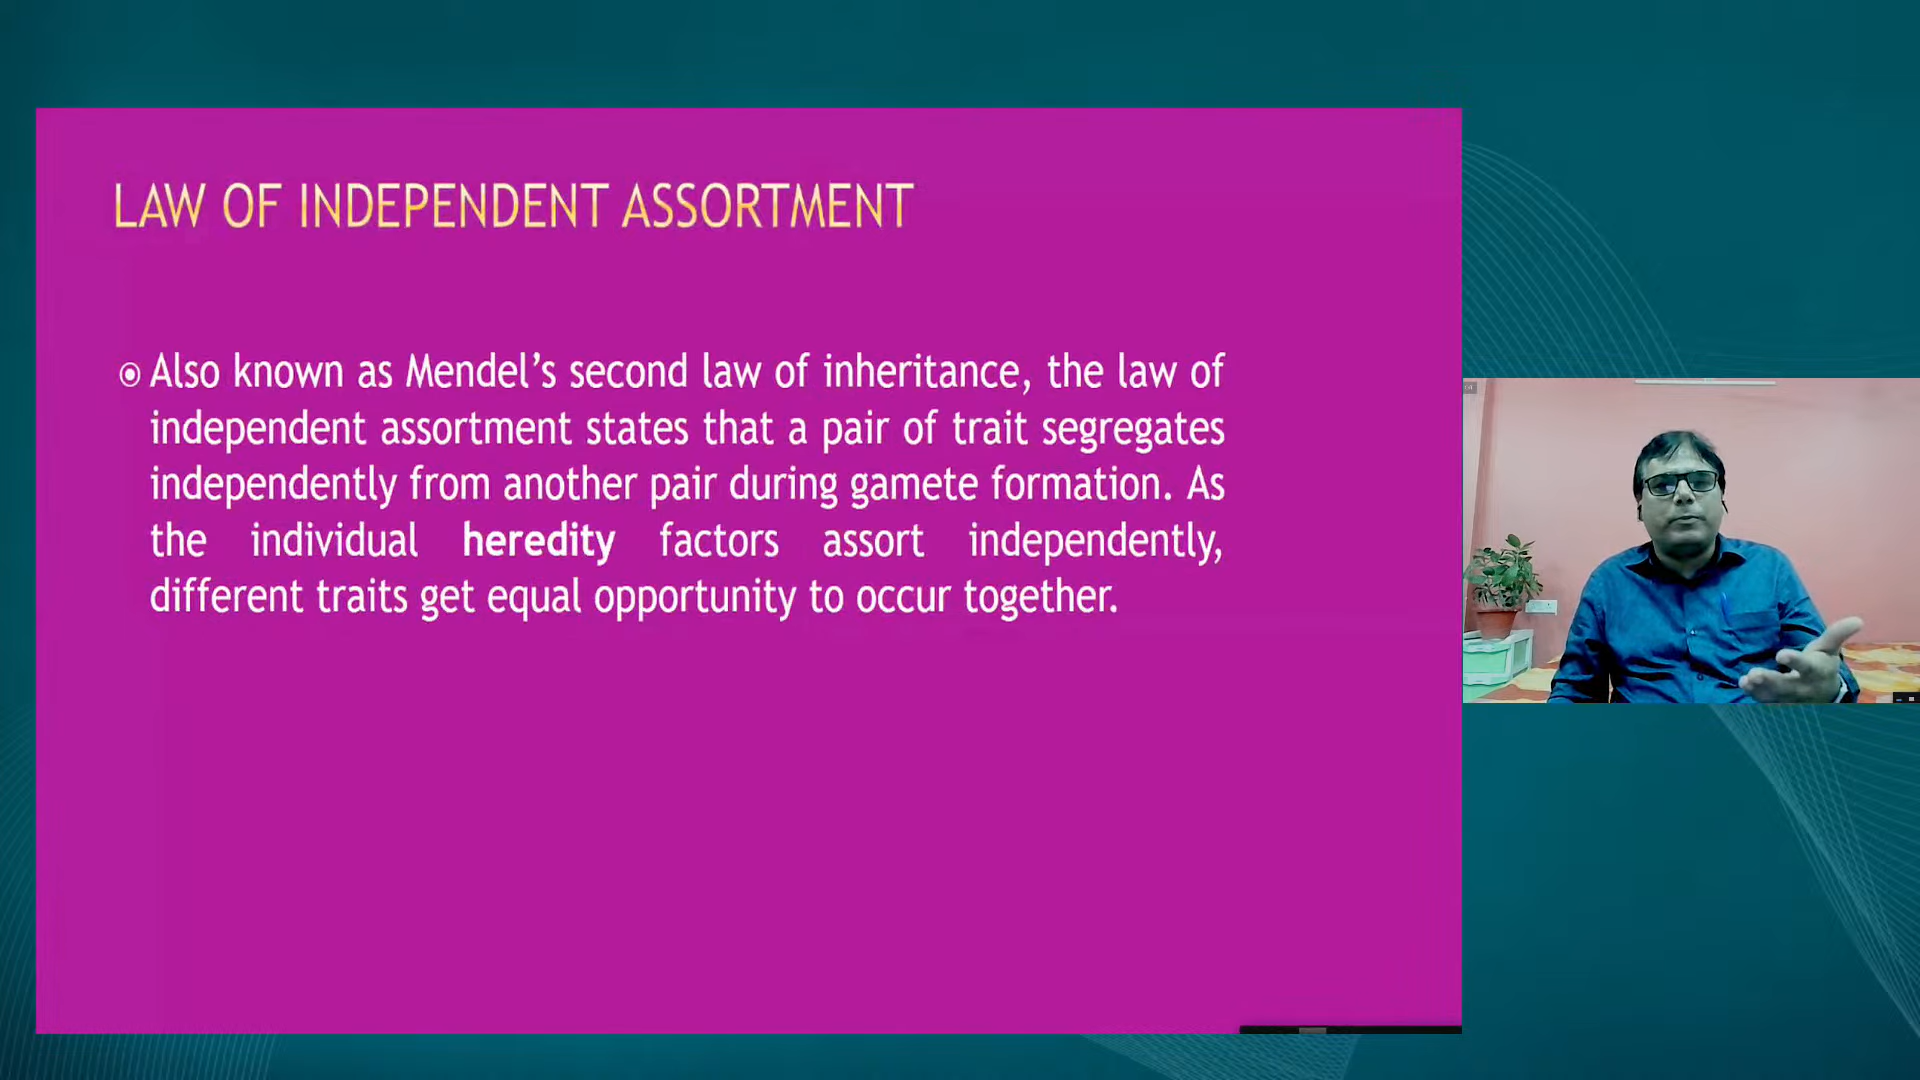 LAW OF INDEPENDENT ASSORTMENT
Also known as Mendel’s second law of inheritance, the law of
independent assortment states that a pair of trait segregates
independently from another pair during gamete formation. As
the individual heredity factors assort independently,
different traits get equal opportunity to occur together.